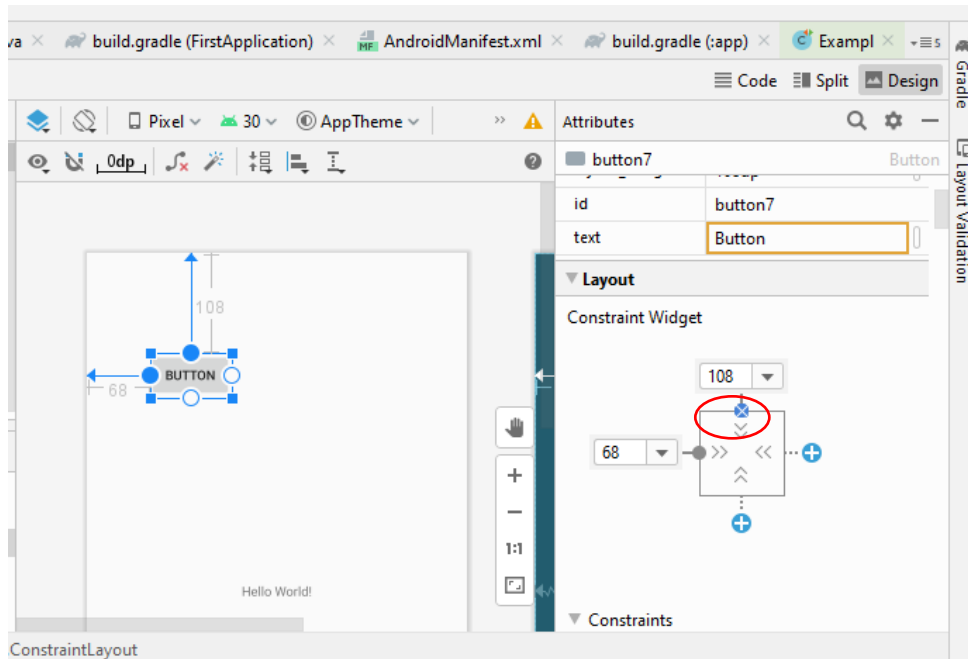 va build.gradle (FirstApplication) MF AndroidManifest.xml build.gradle (:app) C Exampl 5
Gradle
Code Split Design
Pixel 30 AppTheme
Attributes
0dp ?
button7 Button
Layout Validation
id button7
text Button
Layout
108
Constraint Widget
BUTTON
68
108
68
1:1
Hello World!
Constraints
ConstraintLayout